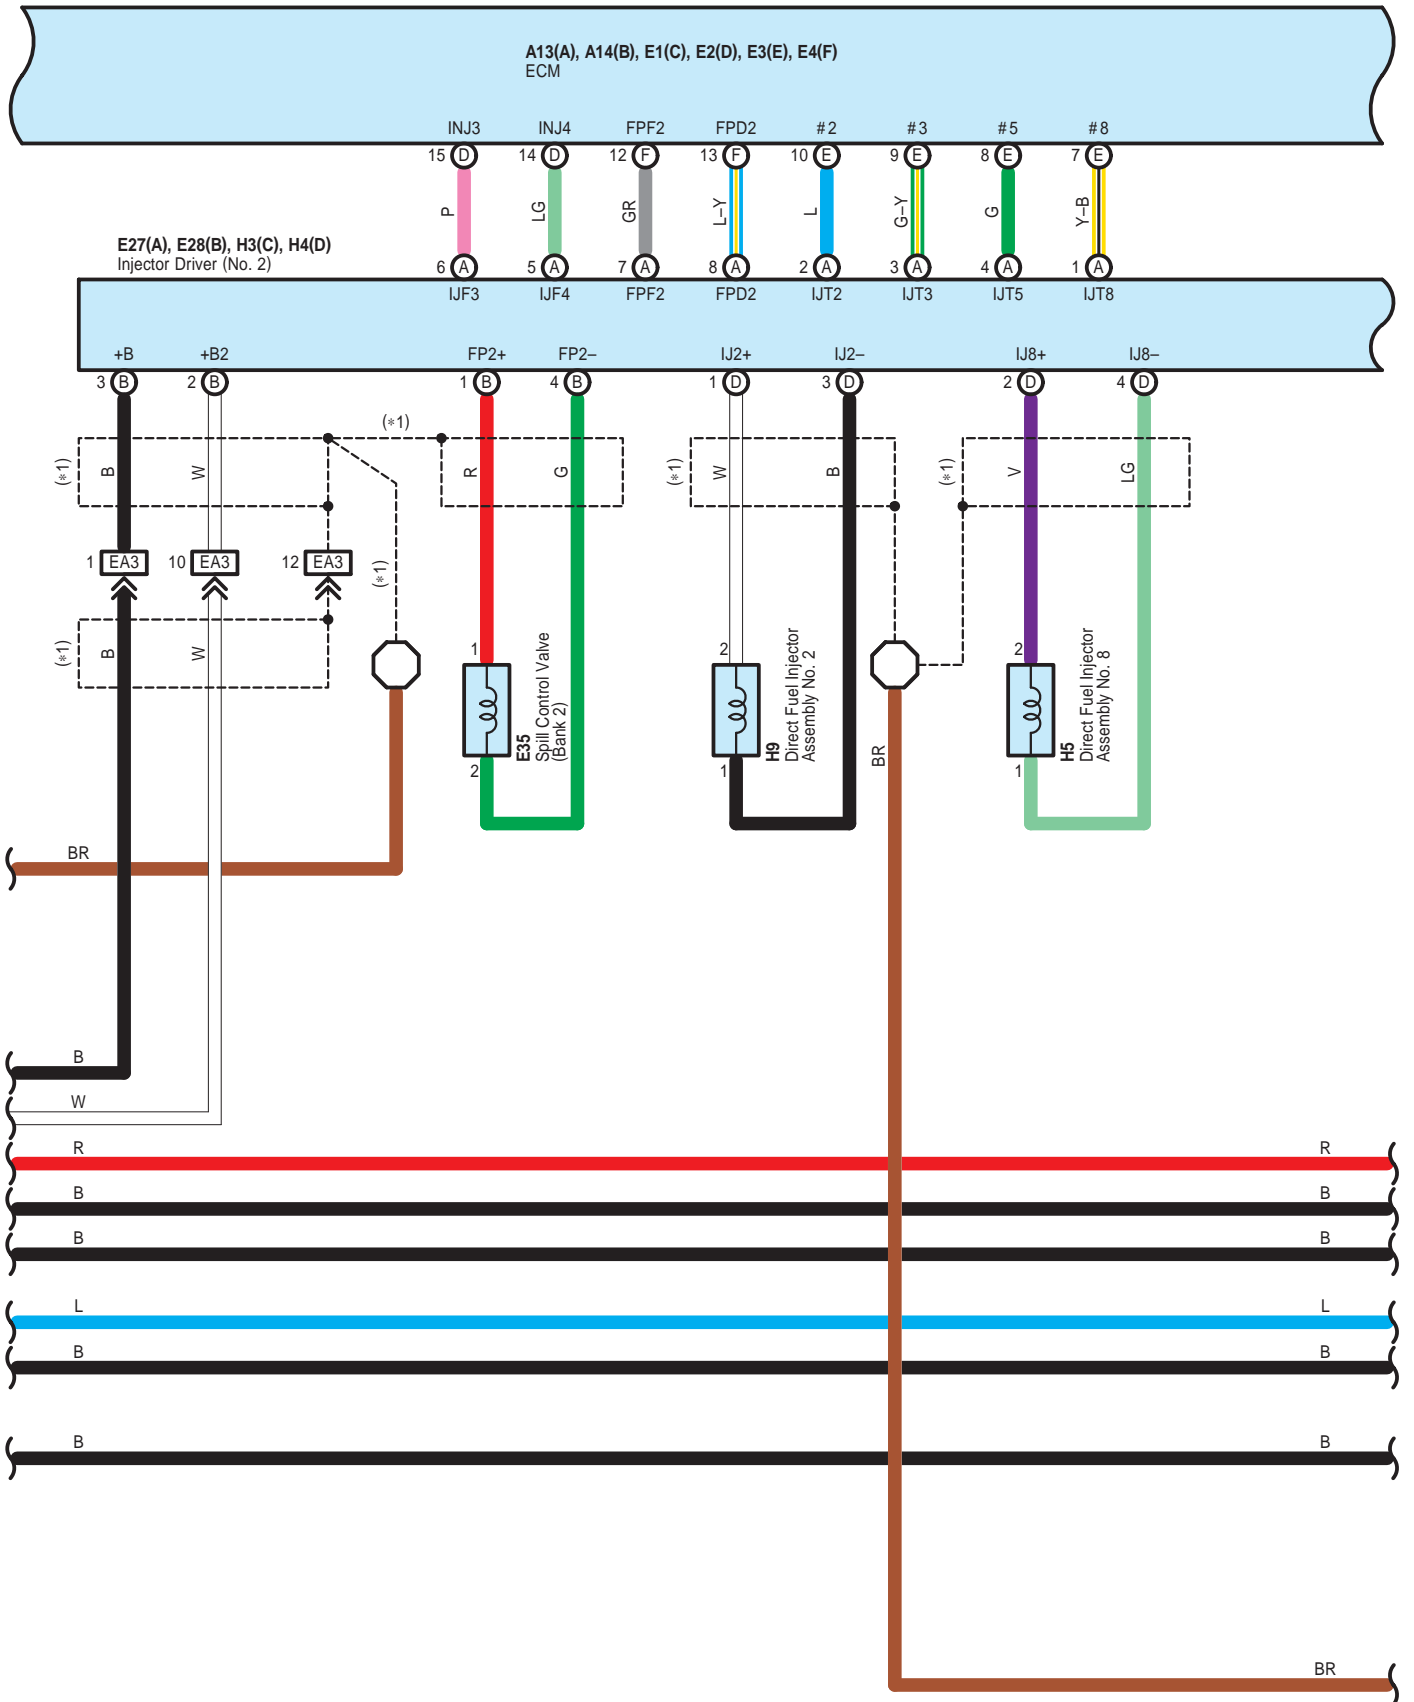 A13(A), A14(B), E1(C), E2(D), E3(E), E4(F)
ECM
INJ3 INJ4 FPF2 FPD2 #2 #3 #5 #8
15 D 14 D 12 F 13 F 10 E 9 E 8 E 7 E
P LG GR L–Y L G–Y G Y–B
E27(A), E28(B), H3(C), H4(D)
Injector Driver (No. 2)
6 A 5 A 7 A 8 A 2 A 3 A 4 A 1 A
IJF3 IJF4 FPF2 FPD2 IJT2 IJT3 IJT5 IJT8
+B +B2 FP2+ FP2– IJ2+ IJ2– IJ8+ IJ8–
3 B 2 B 1 B 4 B 1 D 3 D 2 D 4 D
(*1)
(*1) B W R G (*1) W B (*1) V LG
1 EA3 10 EA3 12 EA3
(*1)
(*1) B W
1 2 2
E35
Spill Control Valve
(Bank 2)
H9
Direct Fuel Injector
Assembly No. 2
H5
Direct Fuel Injector
Assembly No. 8
2 1 1
BR
BR
B
W
R R
B B
B B
L L
B B
B B
BR